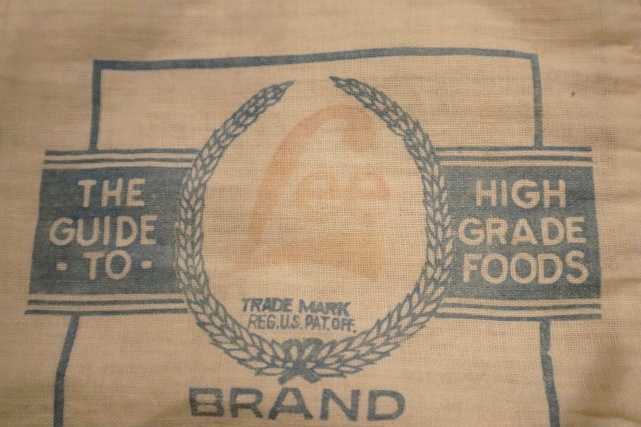 Lee
THE
GUIDE
- TO -
HIGH
GRADE
FOODS
TRADE MARK
REG. U.S. PAT. OFF.
BRAND